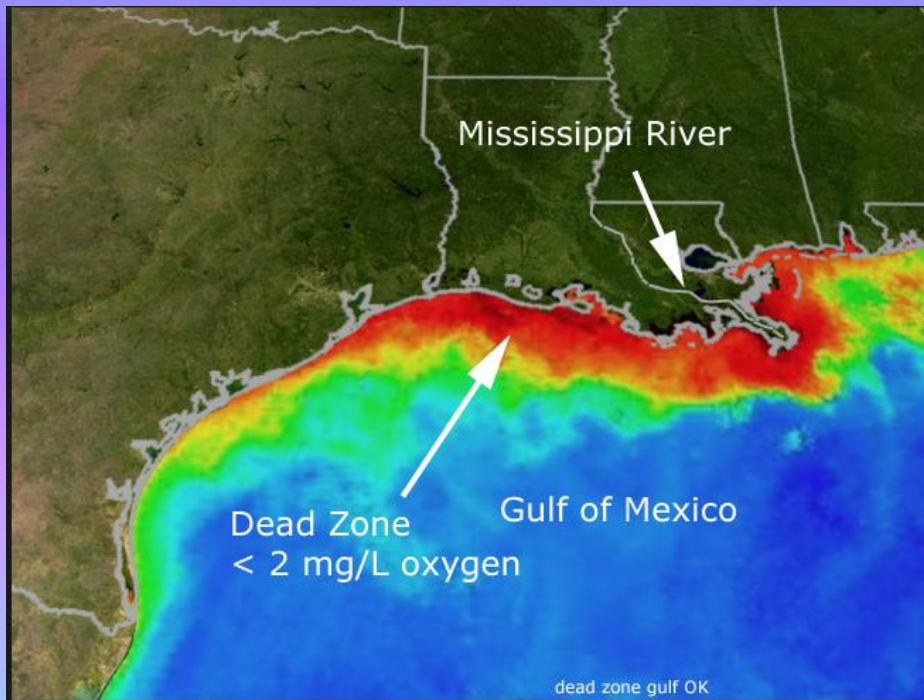 Mississippi River
Dead Zone
< 2 mg/L oxygen
Gulf of Mexico
dead zone gulf OK